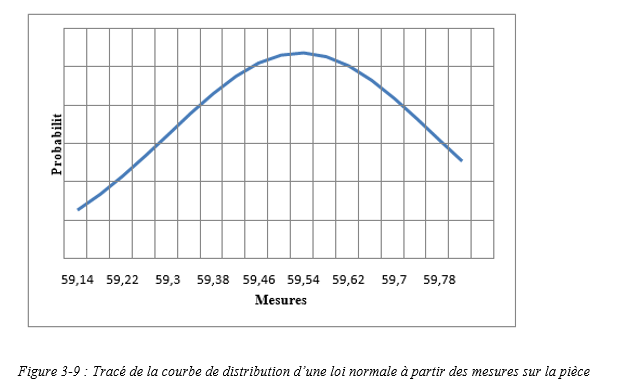 Probabilit
59,14 59,22 59,3 59,38 59,46 59,54 59,62 59,7 59,78
Mesures
Figure 3-9 : Tracé de la courbe de distribution d’une loi normale à partir des mesures sur la pièce